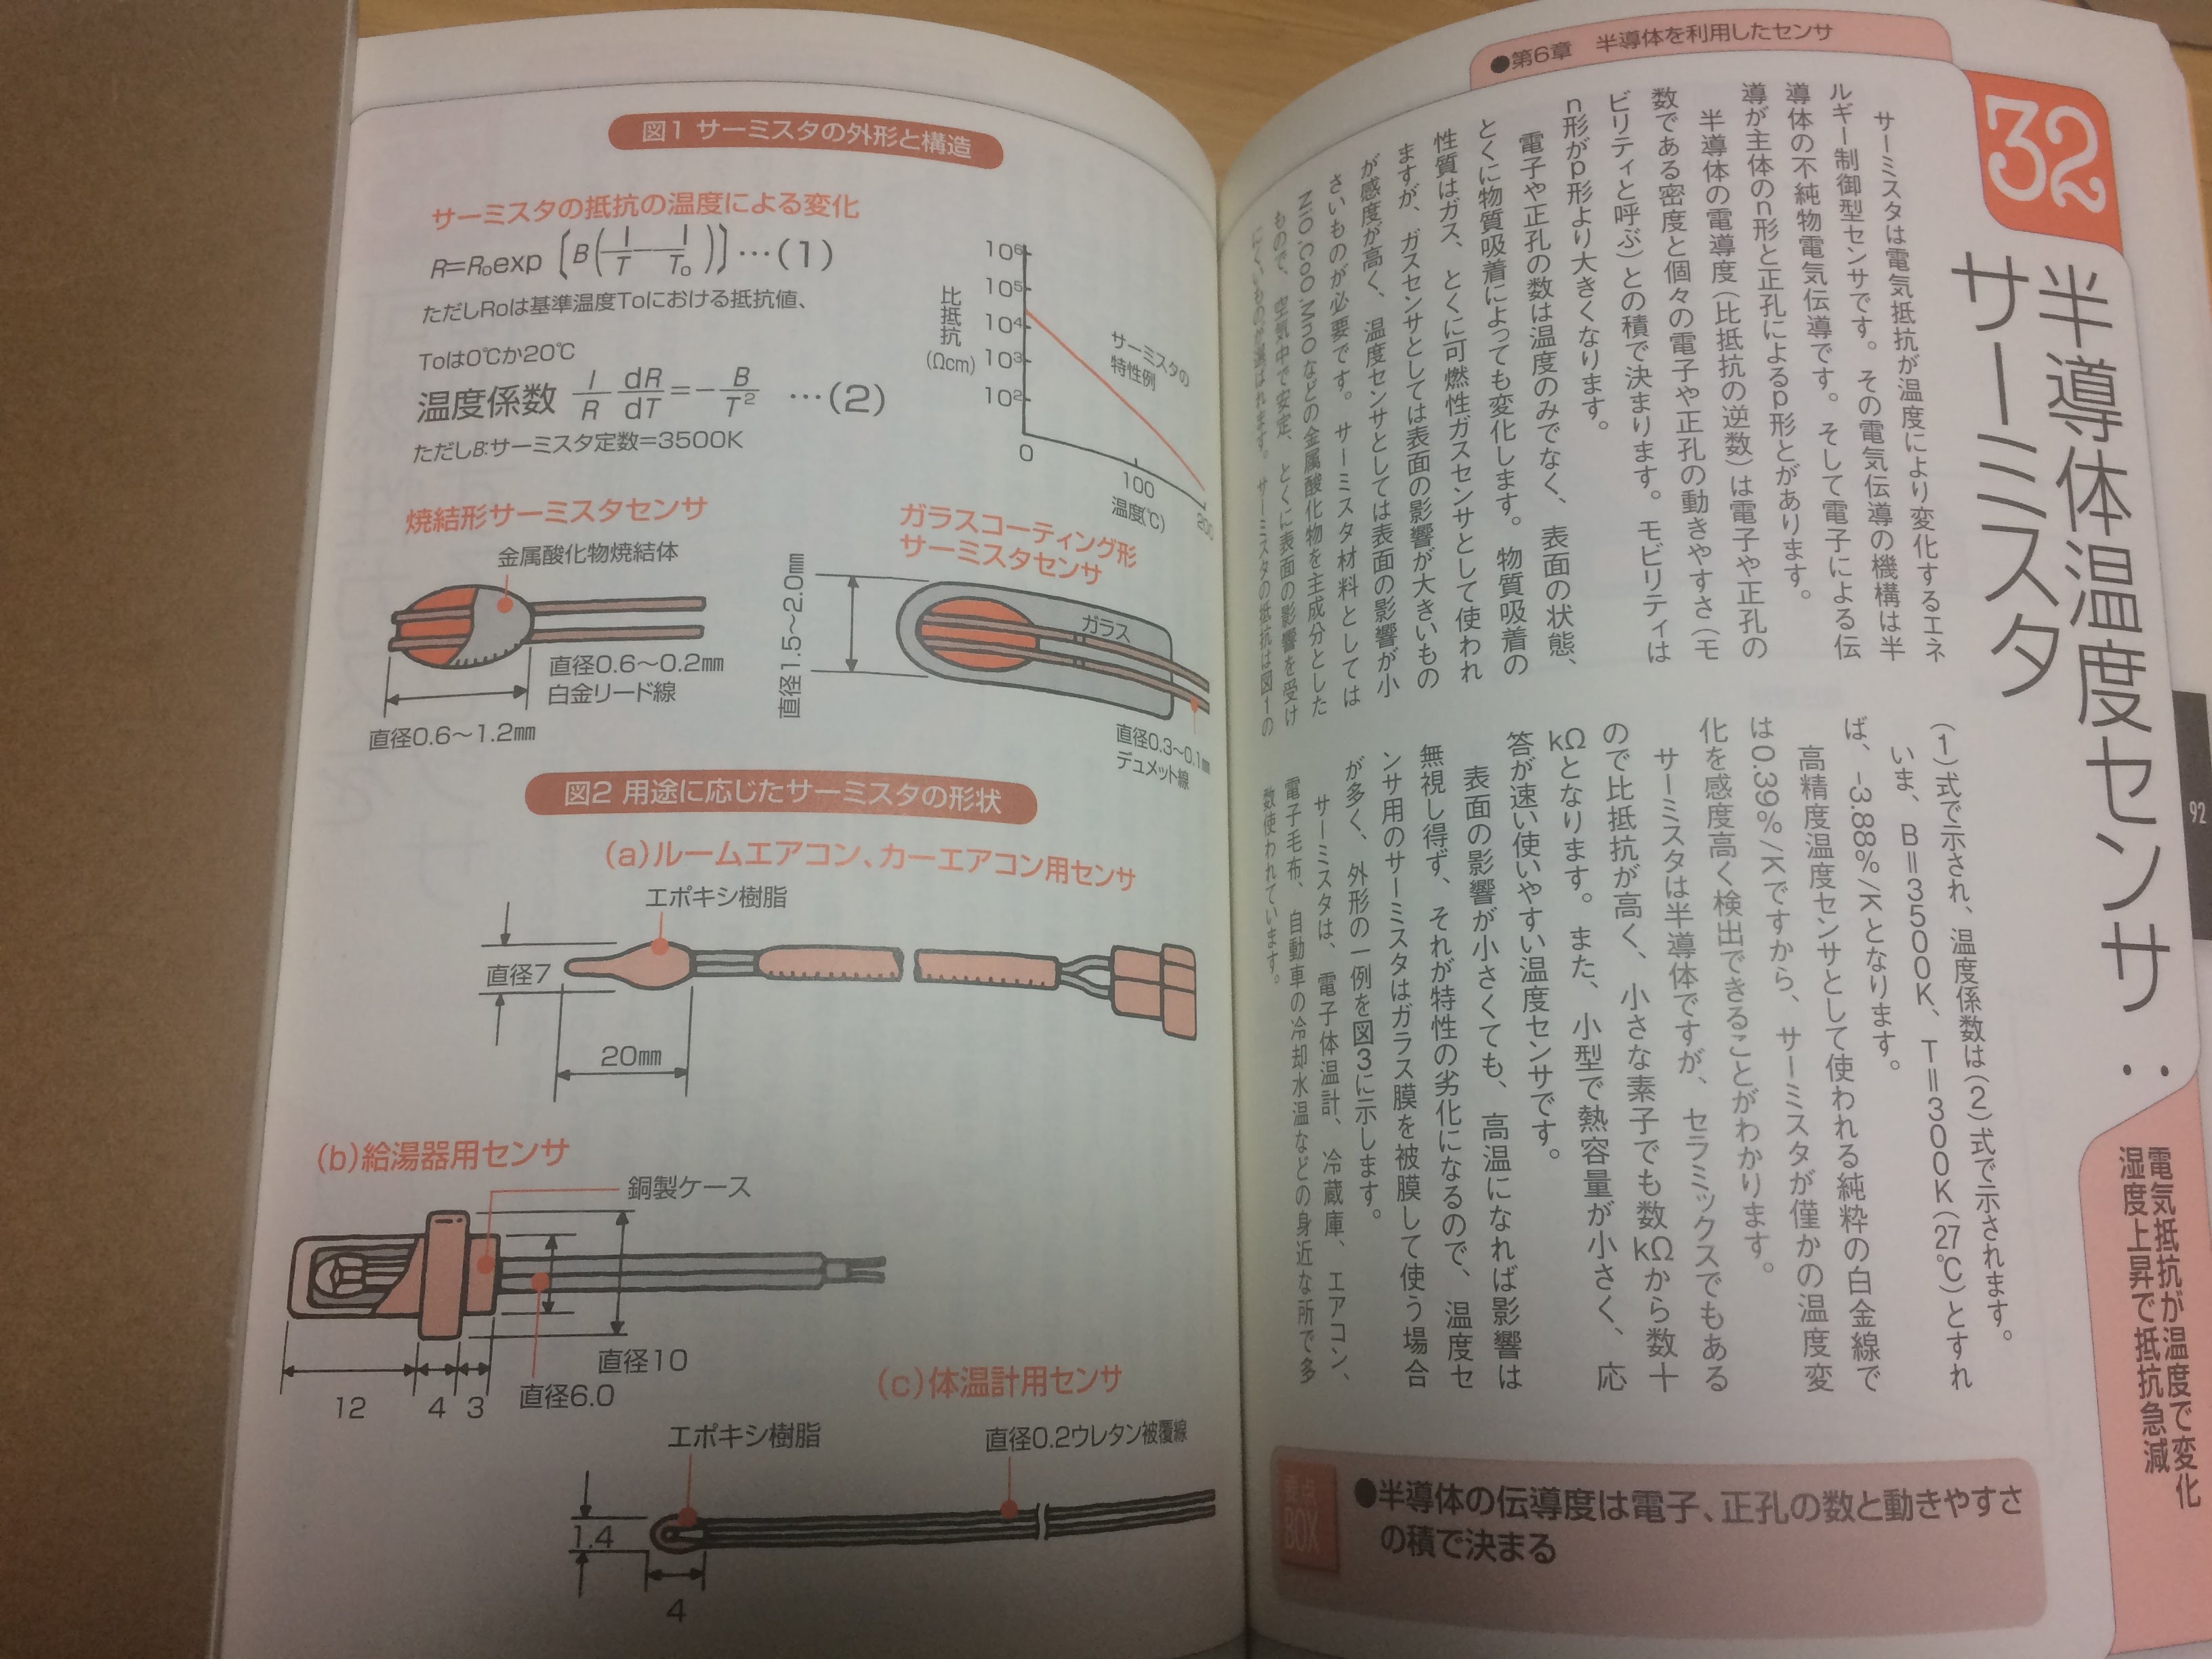 ●第6章　半導体を利用したセンサ
32
半導体温度センサ：
サーミスタ
電気抵抗が温度で変化
湿度上昇で抵抗急減
サーミスタは電気抵抗が温度により変化するエネ
ルギー制御型センサです。その電気伝導の機構は半
導体の不純物電気伝導です。そして電子による伝
導が主体のn形と正孔によるp形とがあります。
半導体の電導度（比抵抗の逆数）は電子や正孔の
数である密度と個々の電子や正孔の動きやすさ（モ
ビリティと呼ぶ）との積で決まります。モビリティは
n形がp形より大きくなります。
電子や正孔の数は温度のみでなく、表面の状態、
とくに物質吸着によっても変化します。物質吸着の
性質はガス、とくに可燃性ガスセンサとして使われ
ますが、ガスセンサとしては表面の影響が大きいもの
が感度が高く、温度センサとしては表面の影響が小
さいものが必要です。サーミスタ材料としては
NiO、CoO、MnOなどの金属酸化物を主成分とした
もので、空気中で安定、とくに表面の影響を受け
にくいものが選ばれます。サーミスタの抵抗は図1の
(1)式で示され、温度係数は(2)式で示されます。
いま、B=3500K、T=300K(27℃)とすれ
ば、-3.88%/Kとなります。
高精度温度センサとして使われる純粋の白金線で
は0.39%/Kですから、サーミスタが僅かの温度変
化を感度高く検出できることがわかります。
サーミスタは半導体ですが、セラミックスでもある
ので比抵抗が高く、小さな素子でも数kΩから数十
kΩとなります。また、小型で熱容量が小さく、応
答が速い使いやすい温度センサです。
表面の影響が小さくても、高温になれば影響は
無視し得ず、それが特性の劣化になるので、温度セ
ンサ用のサーミスタはガラス膜を被膜して使う場合
が多く、外形の一例を図3に示します。
サーミスタは、電子体温計、冷蔵庫、エアコン、
電子毛布、自動車の冷却水温などの身近な所で多
数使われています。
要点
BOX
●半導体の伝導度は電子、正孔の数と動きやすさ
の積で決まる
92
図1 サーミスタの外形と構造
サーミスタの抵抗の温度による変化
R=R₀exp〔B(1/T−1/T₀)〕…(1)
ただしRoは基準温度Toにおける抵抗値、
Toは0℃か20℃
温度係数 1/R dR/dT=−B/T² …(2)
ただしB:サーミスタ定数=3500K
比抵抗
(Ωcm)
10⁶
10⁵
10⁴
10³
10²
サーミスタの
特性例
0
100
200
温度(℃)
焼結形サーミスタセンサ
金属酸化物焼結体
直径0.6〜0.2㎜
白金リード線
直径0.6〜1.2㎜
ガラスコーティング形
サーミスタセンサ
直径1.5〜2.0㎜
ガラス
直径0.3〜0.1㎜
デュメット線
図2 用途に応じたサーミスタの形状
(a)ルームエアコン、カーエアコン用センサ
エポキシ樹脂
直径7
20㎜
(b)給湯器用センサ
銅製ケース
直径10
直径6.0
12
4
3
(c)体温計用センサ
エポキシ樹脂
直径0.2ウレタン被覆線
1.4
4